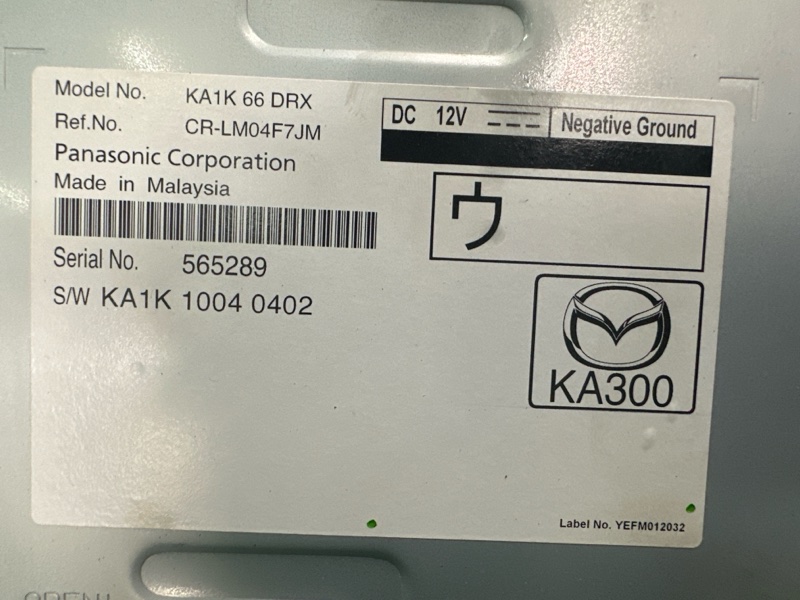 Model No. KA1K 66 DRX
Ref.No. CR-LM04F7JM
Panasonic Corporation
Made in Malaysia
Serial No. 565289
S/W KA1K 1004 0402
DC 12V Negative Ground
ウ
KA300
Label No. YEFM012032